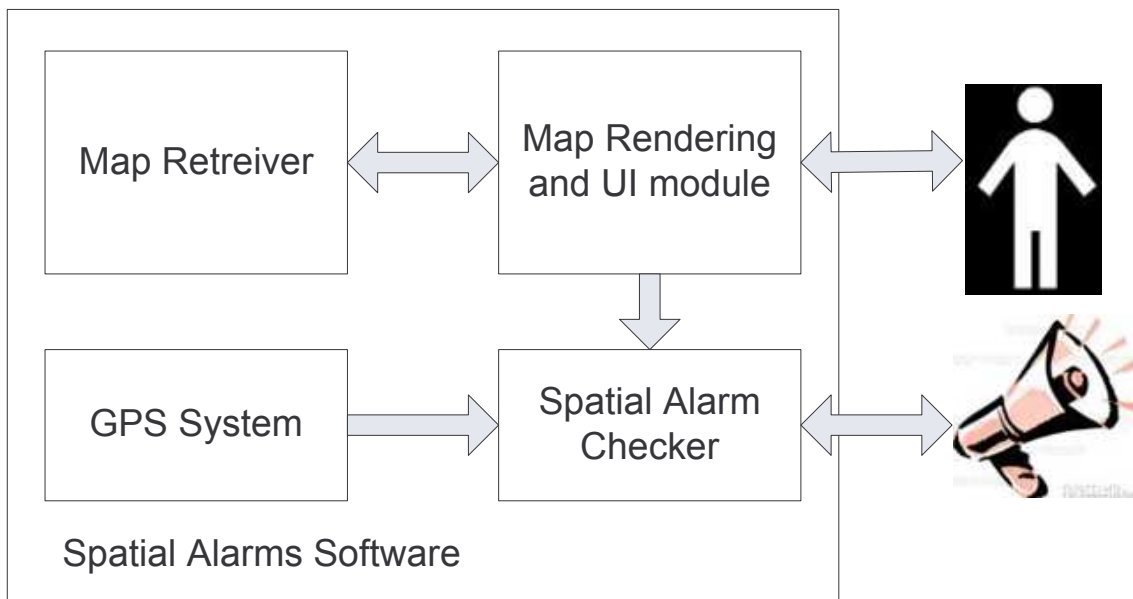 Map Retreiver
Map Rendering
and UI module
GPS System
Spatial Alarm
Checker
Spatial Alarms Software